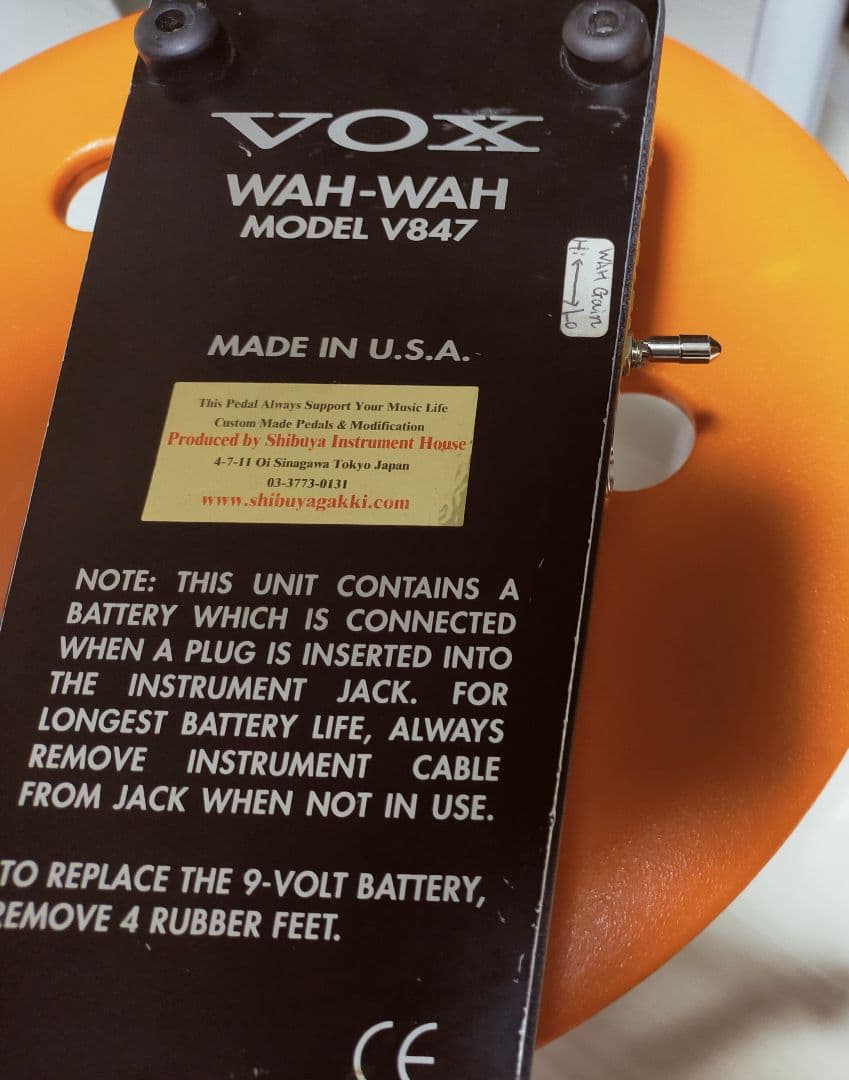 VOX
WAH-WAH
MODEL V847
WAH Gain
Hi ⟷ Lo
MADE IN U.S.A.
This Pedal Always Support Your Music Life
Custom Made Pedals & Modification
Produced by Shibuya Instrument House
4-7-11 Oi Sinagawa Tokyo Japan
03-3773-0131
www.shibuyagakki.com
NOTE: THIS UNIT CONTAINS A
BATTERY WHICH IS CONNECTED
WHEN A PLUG IS INSERTED INTO
THE INSTRUMENT JACK. FOR
LONGEST BATTERY LIFE, ALWAYS
REMOVE INSTRUMENT CABLE
FROM JACK WHEN NOT IN USE.
TO REPLACE THE 9-VOLT BATTERY,
REMOVE 4 RUBBER FEET.
CE